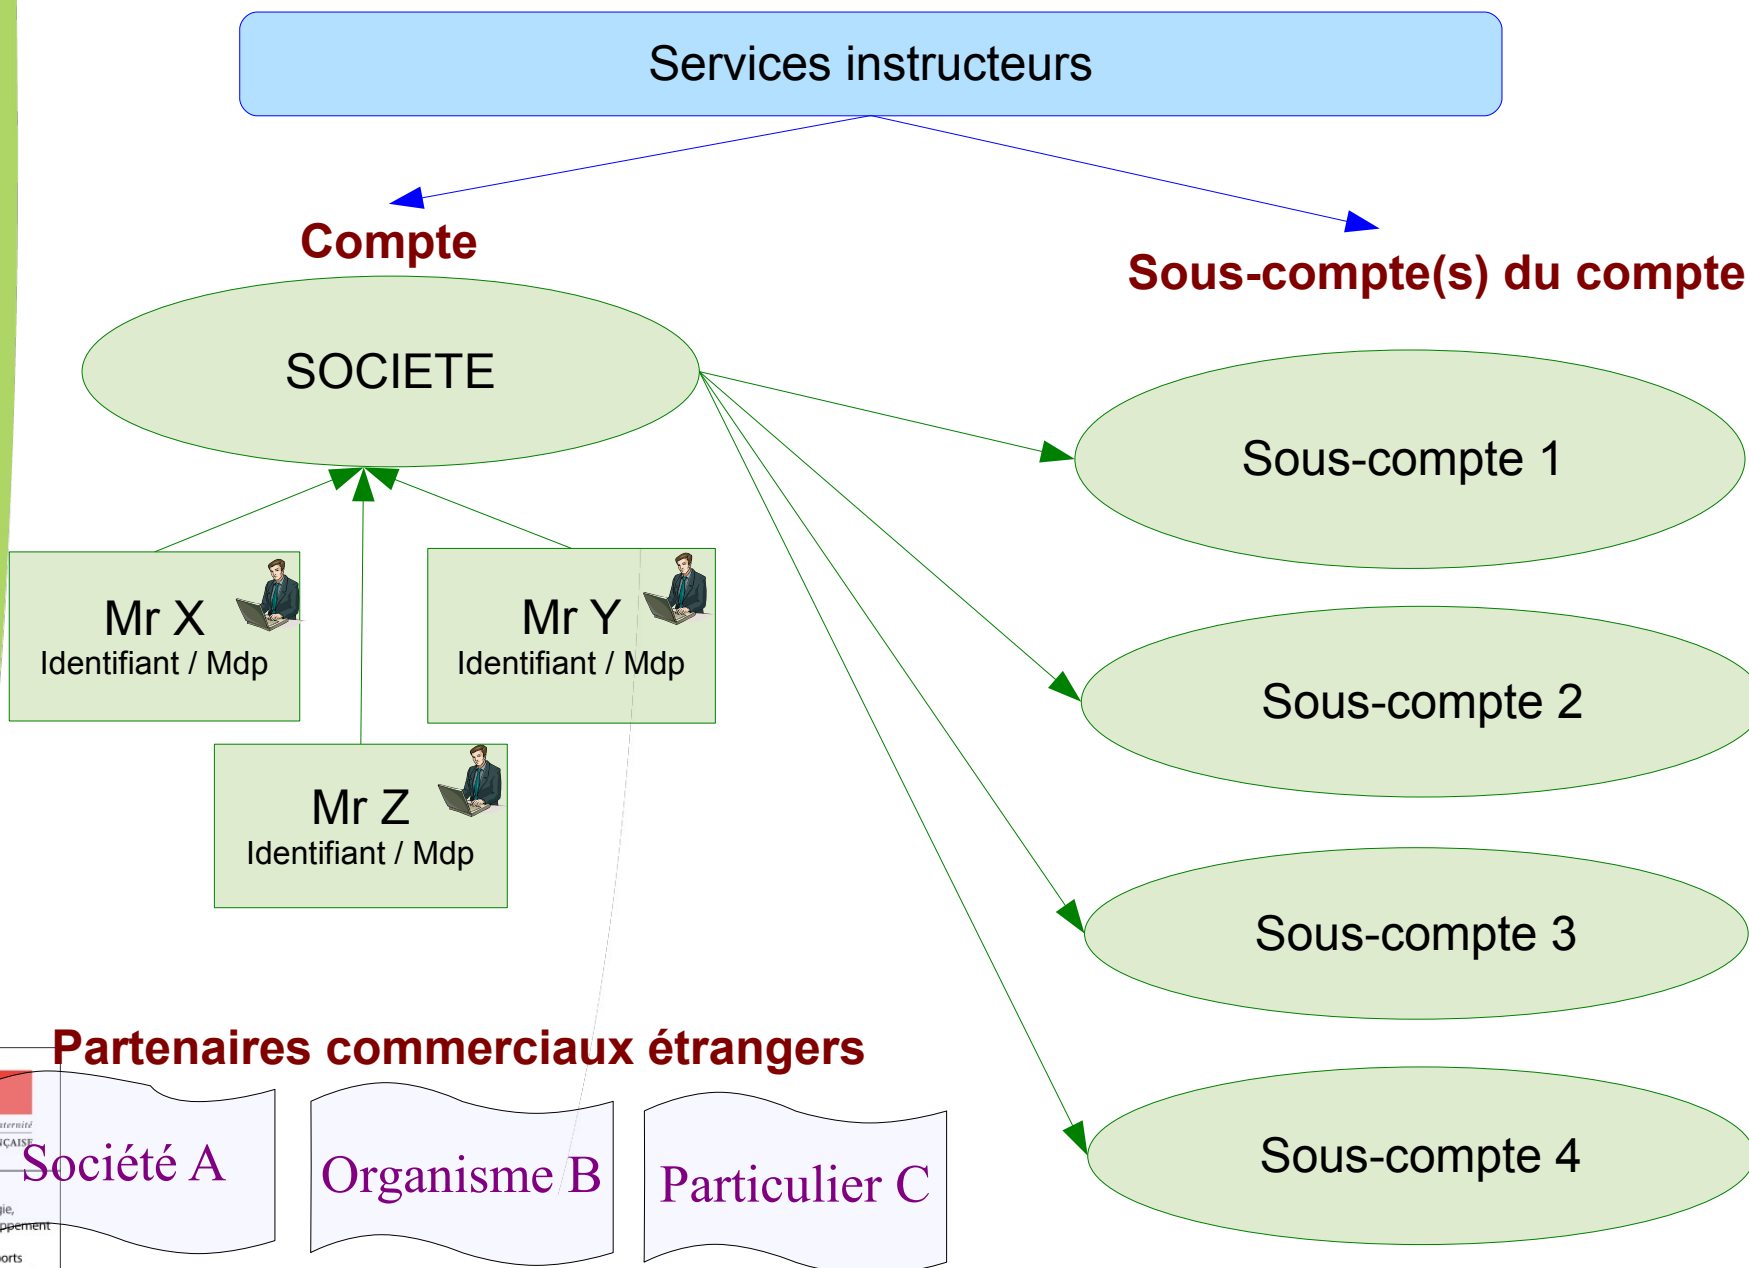 Services instructeurs
Compte
Sous-compte(s) du compte
SOCIETE
Sous-compte 1
Mr X
Identifiant / Mdp
Mr Y
Identifiant / Mdp
Sous-compte 2
Mr Z
Identifiant / Mdp
Sous-compte 3
Partenaires commerciaux étrangers
Société A
Organisme B
Particulier C
Sous-compte 4